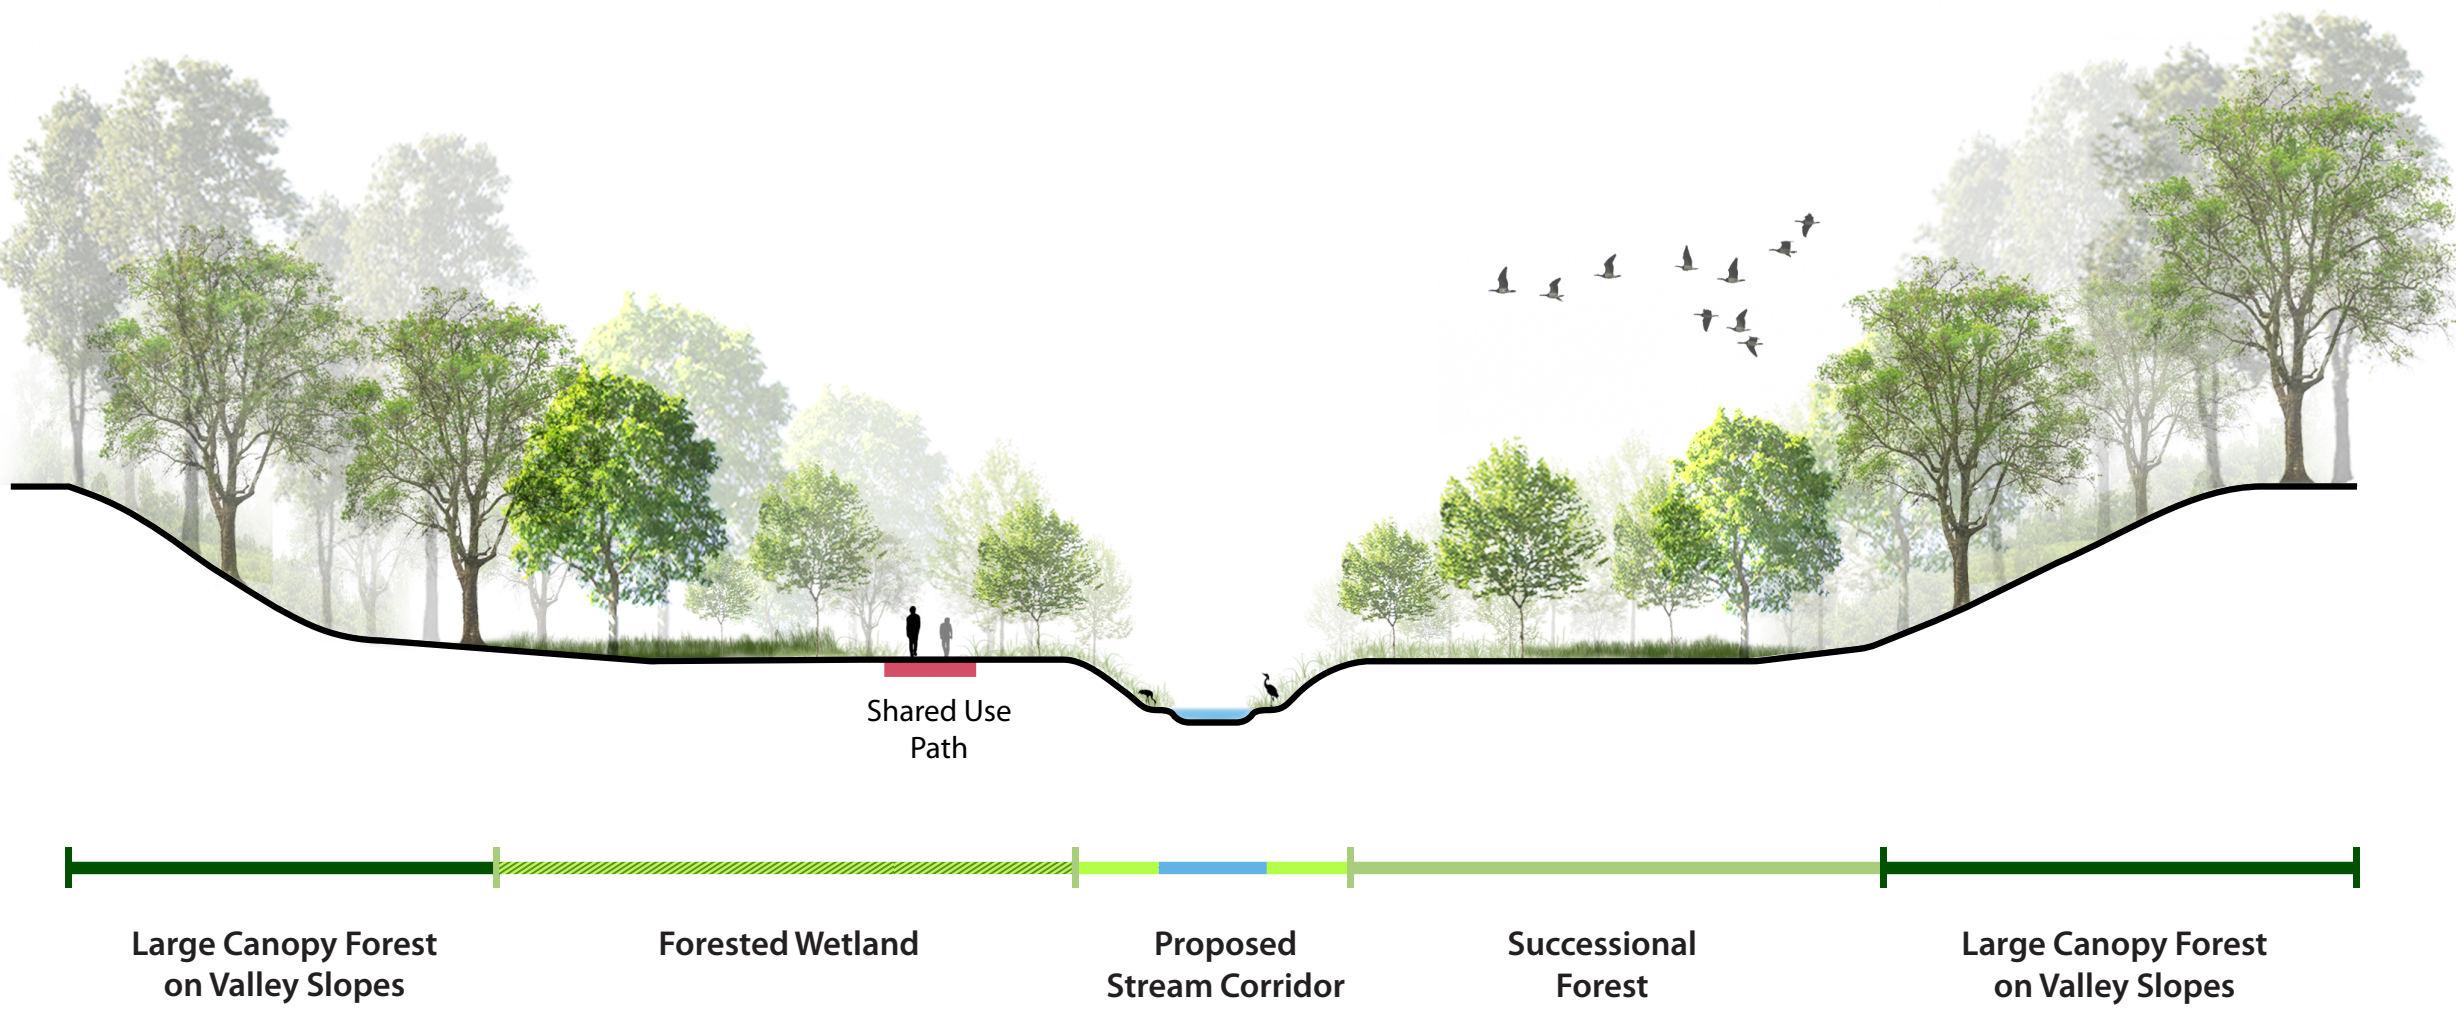 Shared Use
Path
Large Canopy Forest
on Valley Slopes
Forested Wetland
Proposed
Stream Corridor
Successional
Forest
Large Canopy Forest
on Valley Slopes